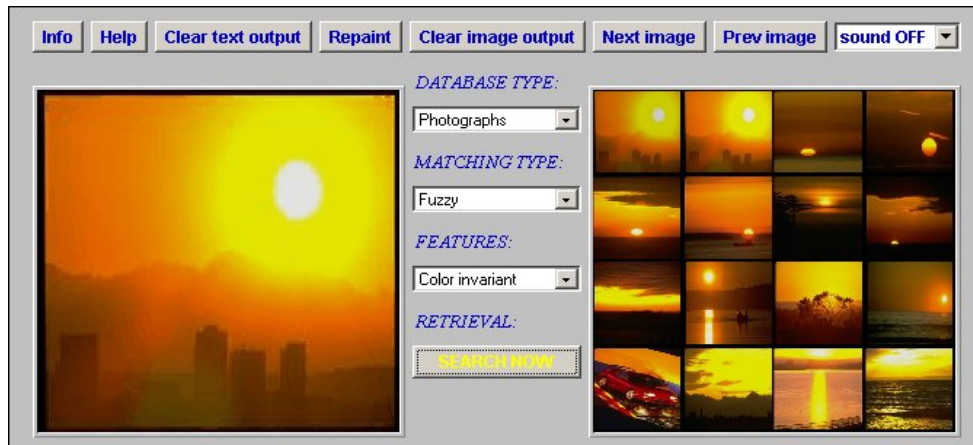 Info Help Clear text output Repaint Clear image output Next image Prev image sound OFF
DATABASE TYPE:
Photographs
MATCHING TYPE:
Fuzzy
FEATURES:
Color invariant
RETRIEVAL:
SEARCH NOW